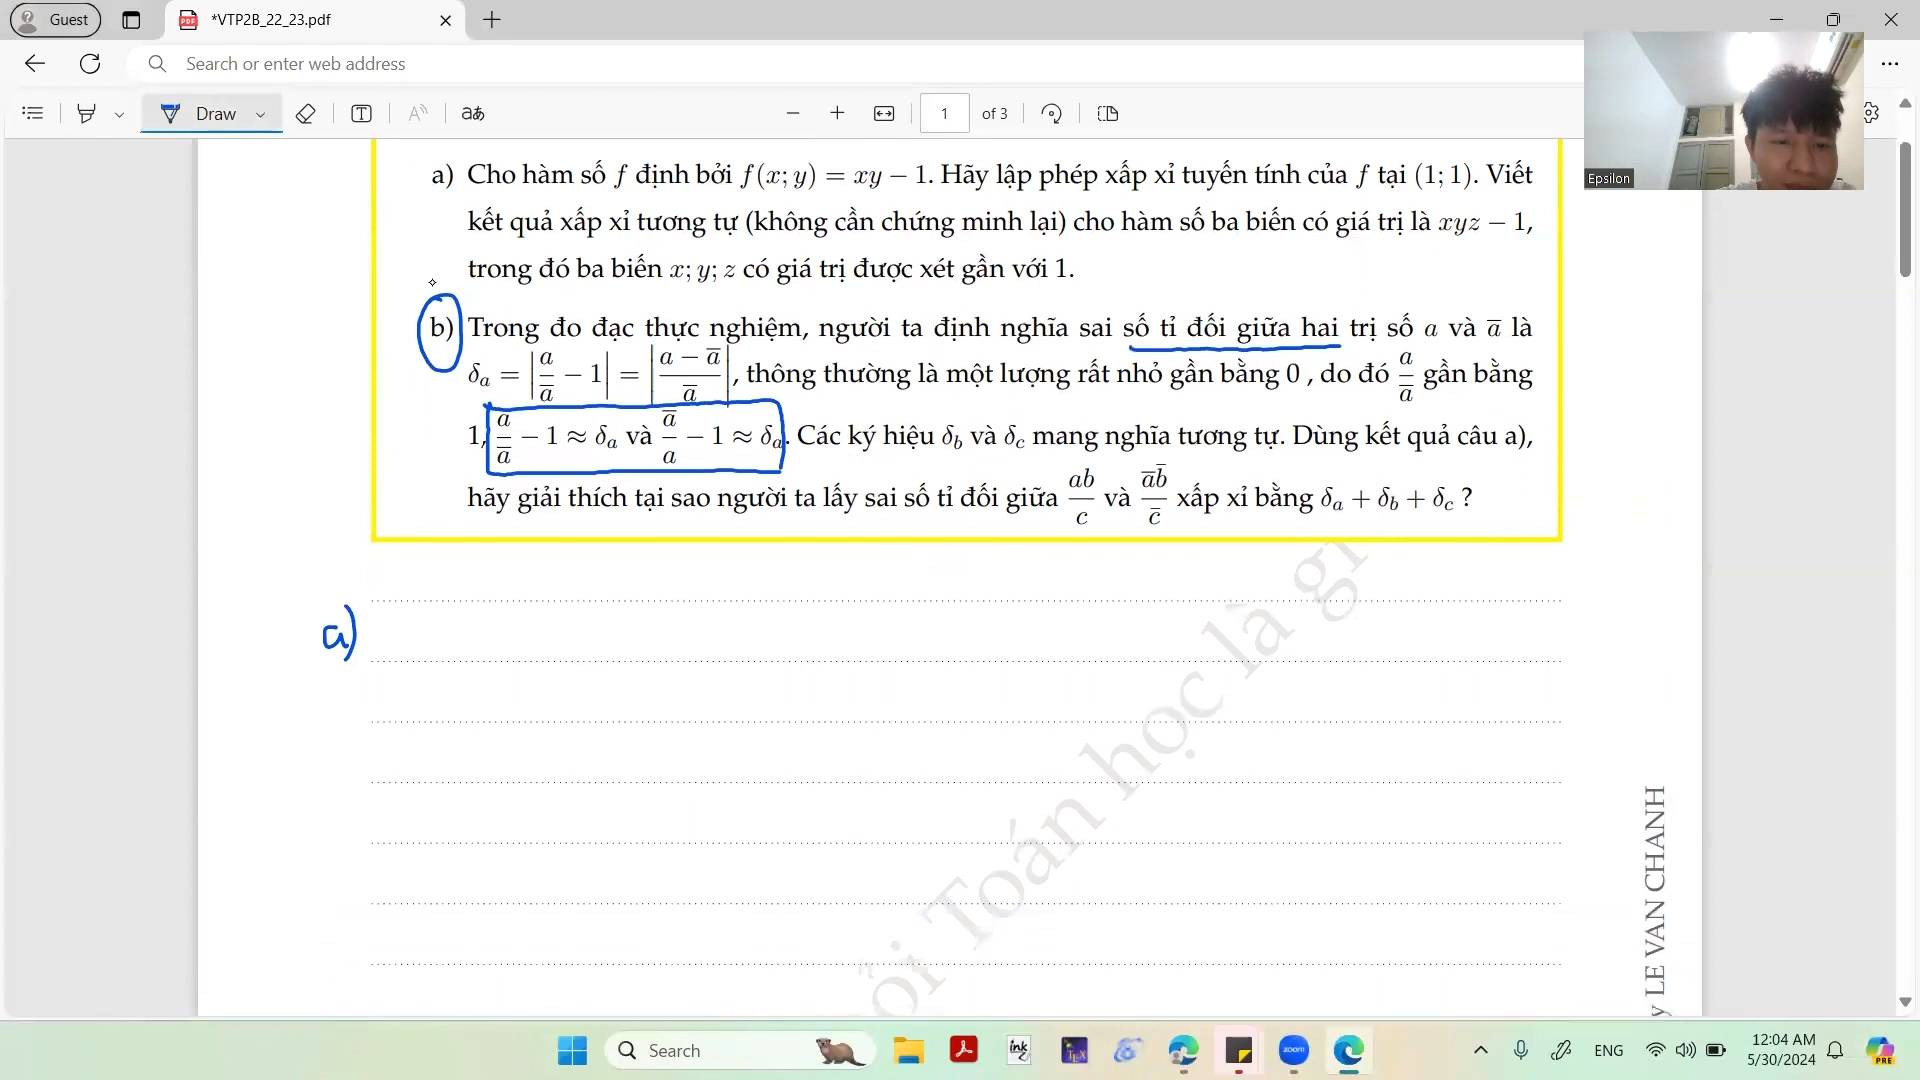 Guest
*VTP2B_22_23.pdf
Search or enter web address
Draw
1 of 3
Epsilon
a) Cho hàm số f định bởi f(x; y) = xy − 1. Hãy lập phép xấp xỉ tuyến tính của f tại (1; 1). Viết
kết quả xấp xỉ tương tự (không cần chứng minh lại) cho hàm số ba biến có giá trị là xyz − 1,
trong đó ba biến x; y; z có giá trị được xét gần với 1.
b) Trong đo đạc thực nghiệm, người ta định nghĩa sai số tỉ đối giữa hai trị số a và a̅ là
δₐ = |a/a̅ − 1| = |(a − a̅)/a̅|, thông thường là một lượng rất nhỏ gần bằng 0 , do đó a/a̅ gần bằng
1, a/a̅ − 1 ≈ δₐ và a̅/a − 1 ≈ δₐ. Các ký hiệu δ_b và δ_c mang nghĩa tương tự. Dùng kết quả câu a),
hãy giải thích tại sao người ta lấy sai số tỉ đối giữa ab/c và a̅b̅/c̅ xấp xỉ bằng δₐ + δ_b + δ_c ?
a)
Toán học là gì
LE VAN CHANH
Search
ink
TEX
zoom
ENG
12:04 AM
5/30/2024
PRE